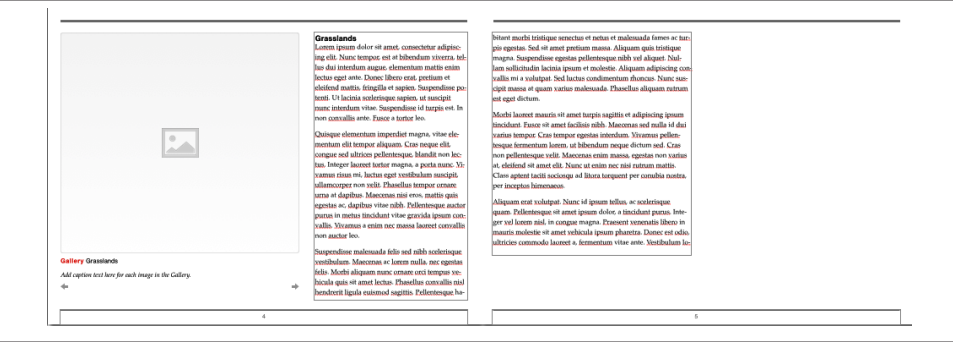 Grasslands
Lorem ipsum dolor sit amet, consectetur adipisc-
ing elit. Nunc tempor, est at bibendum viverra, tel-
lus dui interdum augue, elementum mattis enim
lectus eget ante. Donec libero erat, pretium et
eleifend mattis, fringilla et sapien. Suspendisse po-
tenti. Ut lacinia scelerisque sapien, ut suscipit
nunc interdum vitae. Suspendisse id turpis est. In
non convallis ante. Fusce a tortor leo.
Quisque elementum imperdiet magna, vitae ele-
mentum elit tempor aliquam. Cras neque elit,
congue sed ultrices pellentesque, blandit non lec-
tus. Integer laoreet tortor magna, a porta nunc. Vi-
vamus risus mi, luctus eget vestibulum suscipit,
ullamcorper non velit. Phasellus tempor ornare
urna at dapibus. Maecenas nisi eros, mattis quis
egestas ac, dapibus vitae nibh. Pellentesque auctor
purus in metus tincidunt vitae gravida ipsum con-
vallis. Vivamus a enim nec massa laoreet convallis
non auctor leo.
Suspendisse malesuada felis sed nibh scelerisque
vestibulum. Maecenas ac lorem nulla, nec egestas
felis. Morbi aliquam nunc ornare orci tempus ve-
hicula quis sit amet lectus. Phasellus convallis nisl
hendrerit ligula euismod sagittis. Pellentesque ha-
Gallery Grasslands
Add caption text here for each image in the Gallery.
4
bitant morbi tristique senectus et netus et malesuada fames ac tur-
pis egestas. Sed sit amet pretium massa. Aliquam quis tristique
magna. Suspendisse egestas pellentesque nibh vel aliquet. Nul-
lam sollicitudin lacinia ipsum et molestie. Aliquam adipiscing con-
vallis mi a volutpat. Sed luctus condimentum rhoncus. Nunc sus-
cipit massa at quam varius malesuada. Phasellus aliquam rutrum
est eget dictum.
Morbi laoreet mauris sit amet turpis sagittis et adipiscing ipsum
tincidunt. Fusce sit amet facilisis nibh. Maecenas sed nulla id dui
varius tempor. Cras tempor egestas interdum. Vivamus pellen-
tesque fermentum lorem, ut bibendum neque dictum sed. Cras
non pellentesque velit. Maecenas enim massa, egestas non varius
at, eleifend sit amet elit. Nunc ut enim nec nisi rutrum mattis.
Class aptent taciti sociosqu ad litora torquent per conubia nostra,
per inceptos himenaeos.
Aliquam erat volutpat. Nunc id ipsum tellus, ac scelerisque
quam. Pellentesque sit amet ipsum dolor, a tincidunt purus. Inte-
ger vel lorem nisl, in congue magna. Praesent venenatis libero in
mauris molestie sit amet vehicula ipsum pharetra. Donec est odio,
ultricies commodo laoreet a, fermentum vitae ante. Vestibulum lo-
5